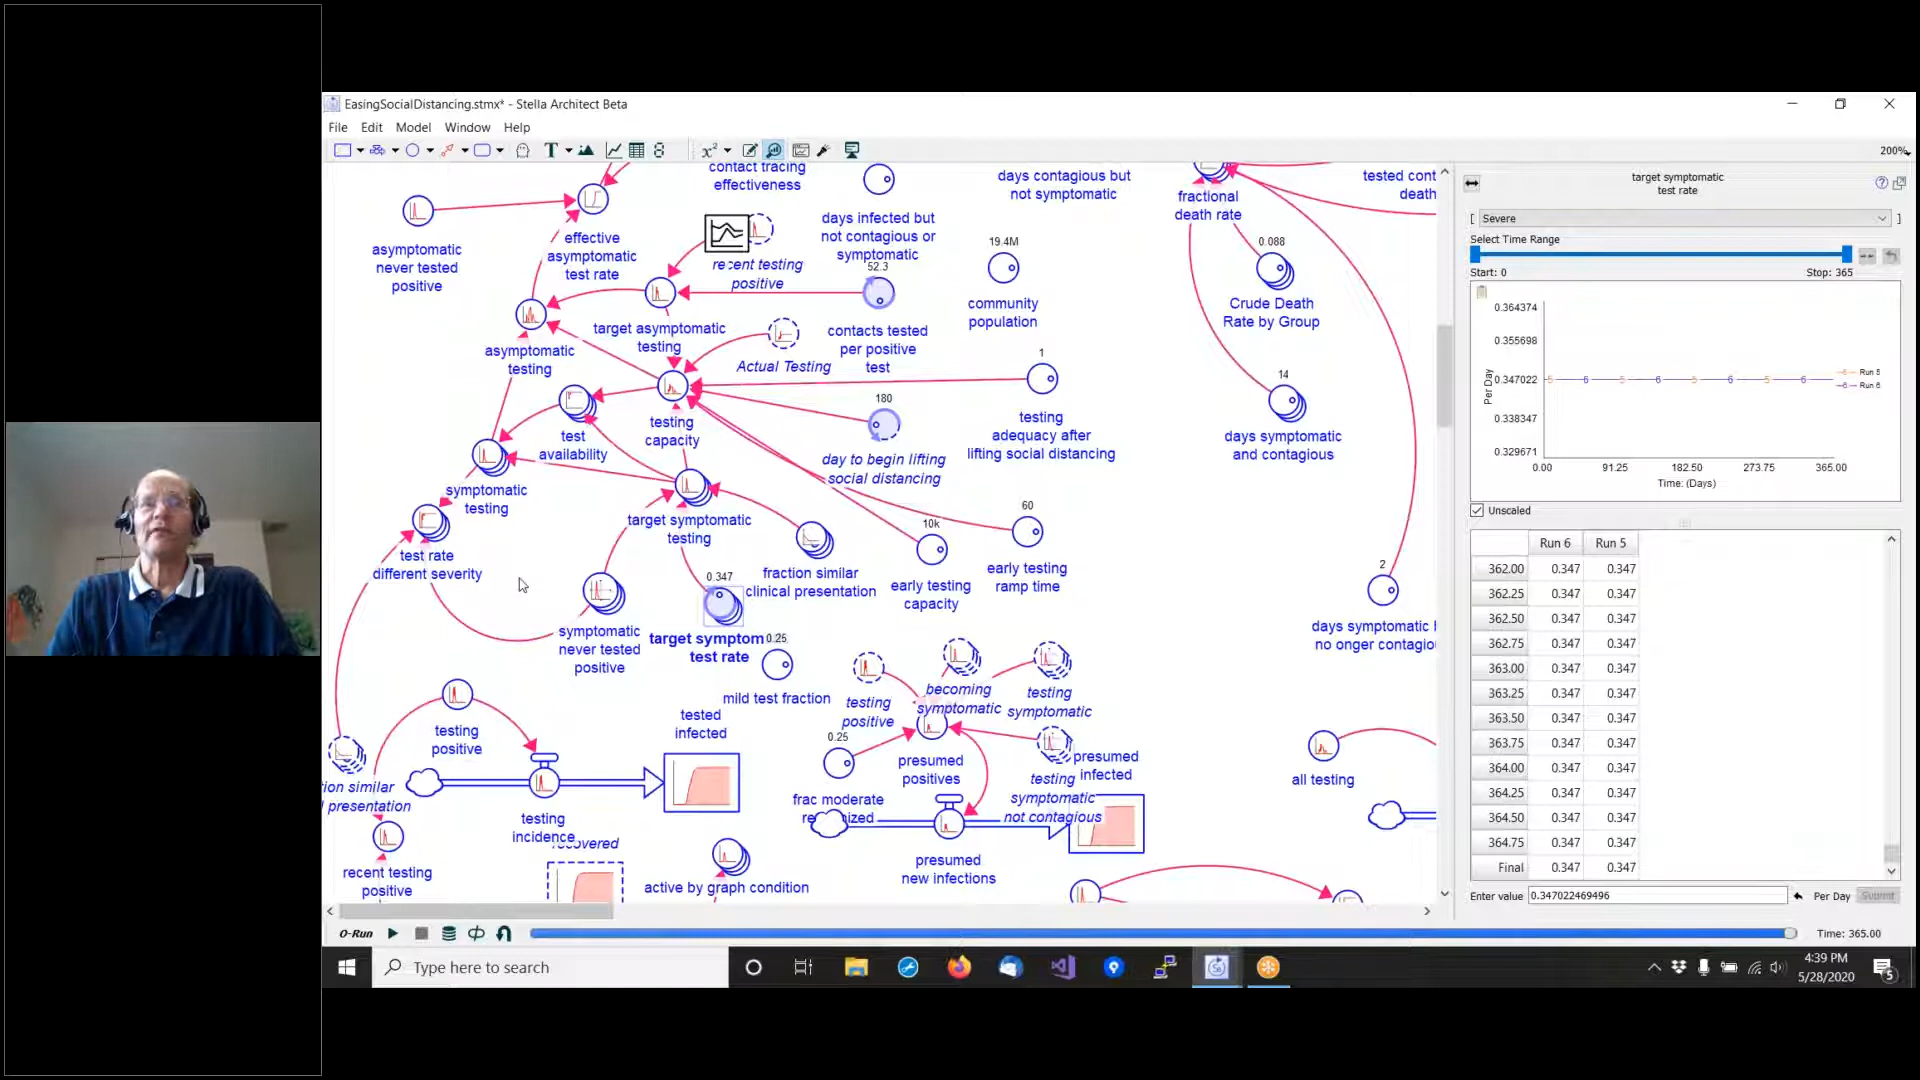 EasingSocialDistancing.stmx* - Stella Architect Beta
File Edit Model Window Help
200%
contact tracing
effectiveness
days infected but
not contagious or
symptomatic
days contagious but
not symptomatic
fractional
death rate
tested cont
death
asymptomatic
never tested
positive
effective
asymptomatic
test rate
recent testing
positive
52.3
19.4M
community
population
0.088
Crude Death
Rate by Group
asymptomatic
testing
target asymptomatic
testing
Actual Testing
contacts tested
per positive
test
1
testing
adequacy after
lifting social distancing
14
days symptomatic
and contagious
test
availability
testing
capacity
180
day to begin lifting
social distancing
symptomatic
testing
target symptomatic
testing
fraction similar
clinical presentation
10k
early testing
capacity
60
early testing
ramp time
test rate
different severity
symptomatic
never tested
positive
0.347
target symptom
test rate
0.25
mild test fraction
2
days symptomatic
no onger contagio
testing
positive
tested
infected
testing
positive
becoming
symptomatic
testing
symptomatic
0.25
presumed
positives
presumed
infected
testing
symptomatic
not contagious
all testing
ion similar
presentation
testing
incidence
frac moderate
presumed
new infections
recent testing
positive
active by graph condition
target symptomatic
test rate
[ Severe ]
Select Time Range
Start: 0 Stop: 365
0.364374
0.355698
0.347022
0.338347
0.329671
Per Day
0.00 91.25 182.50 273.75 365.00
Time: (Days)
5 6 5 6 5 6 5 6
Run 5
Run 6
Unscaled
Run 6 Run 5
362.00 0.347 0.347
362.25 0.347 0.347
362.50 0.347 0.347
362.75 0.347 0.347
363.00 0.347 0.347
363.25 0.347 0.347
363.50 0.347 0.347
363.75 0.347 0.347
364.00 0.347 0.347
364.25 0.347 0.347
364.50 0.347 0.347
364.75 0.347 0.347
Final 0.347 0.347
Enter value 0.347022469496 Per Day Submit
O-Run
Time: 365.00
Type here to search
4:39 PM
5/28/2020
5